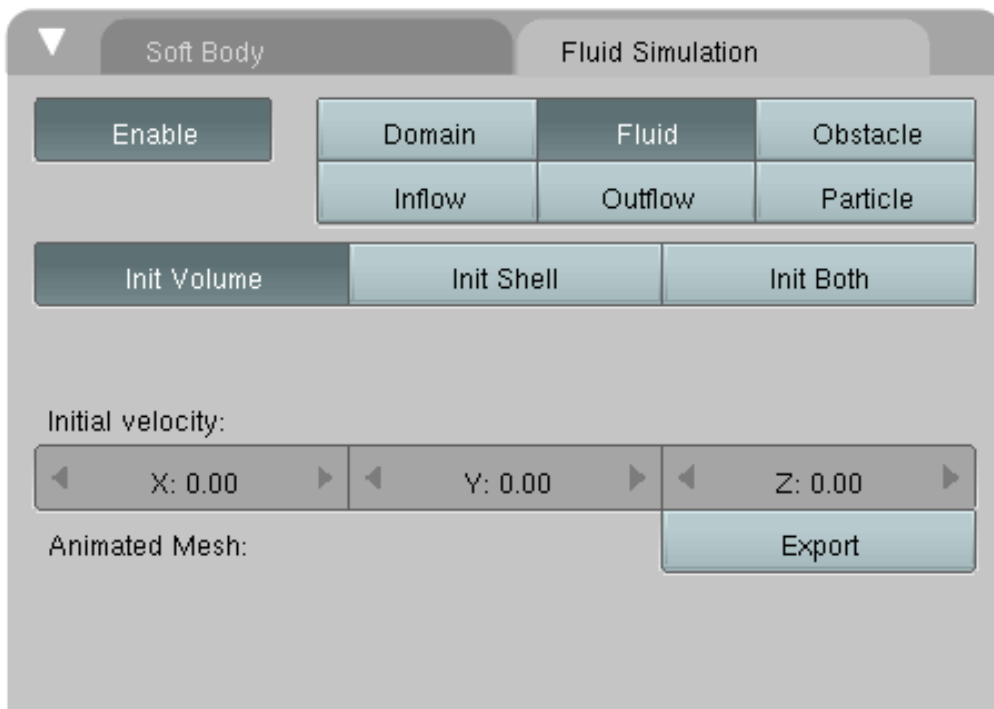 Soft Body Fluid Simulation
Enable Domain Fluid Obstacle
Inflow Outflow Particle
Init Volume Init Shell Init Both
Initial velocity:
X: 0.00 Y: 0.00 Z: 0.00
Animated Mesh: Export